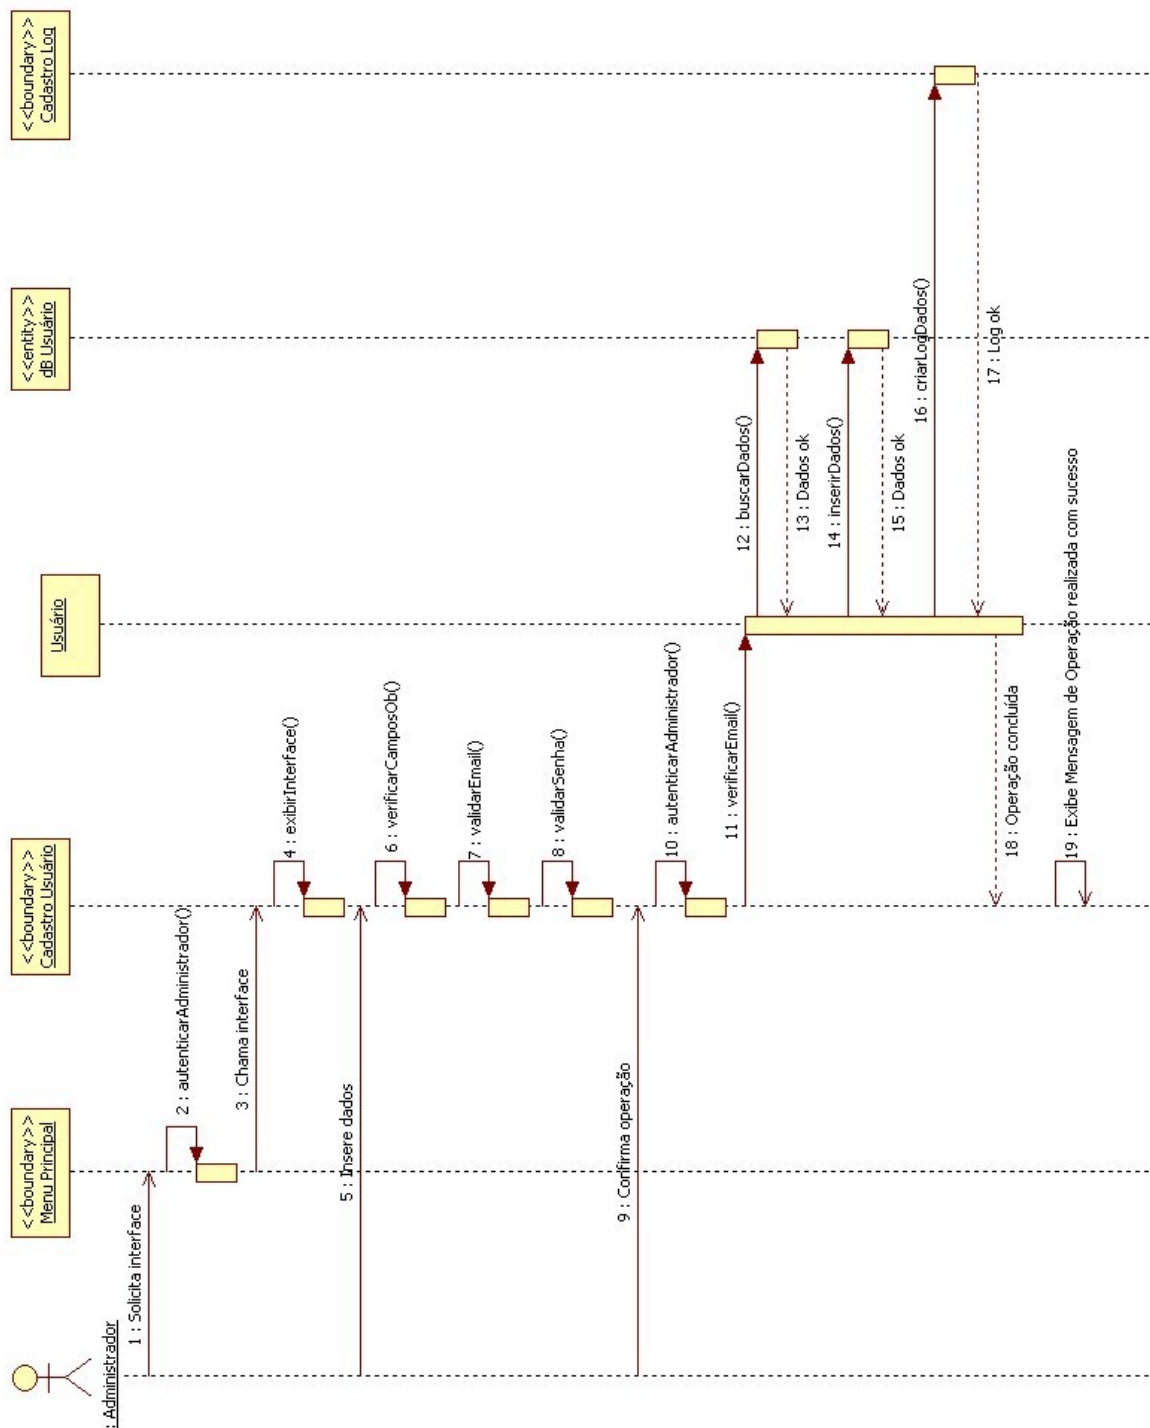 : Administrador
<<boundary>>
Menu Principal
<<boundary>>
Cadastro Usuário
Usuário
<<entity>>
dB Usuário
<<boundary>>
Cadastro Log
1 : Solicita interface
2 : autenticarAdministrador()
3 : Chama interface
4 : exibirInterface()
5 : Insere dados
6 : verificarCamposOb()
7 : validarEmail()
8 : validarSenha()
9 : Confirma operação
10 : autenticarAdministrador()
11 : verificarEmail()
12 : buscarDados()
13 : Dados ok
14 : inserirDados()
15 : Dados ok
16 : criarLogDados()
17 : Log ok
18 : Operação concluída
19 : Exibe Mensagem de Operação realizada com sucesso